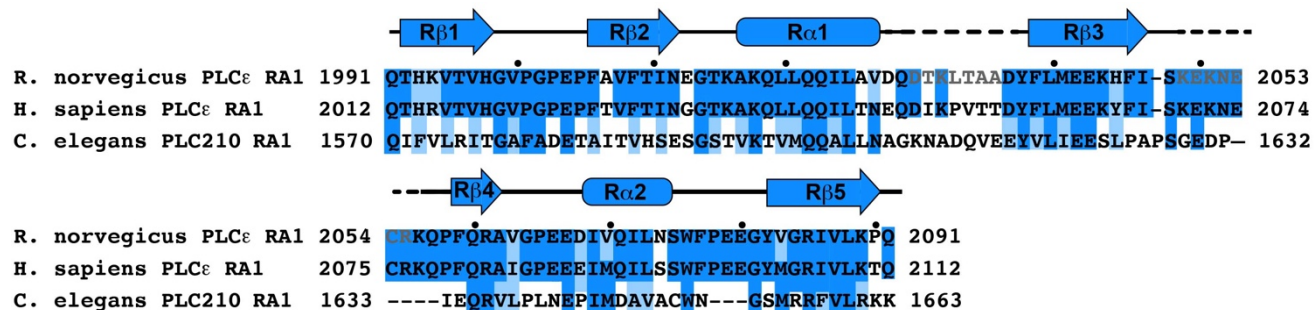 Rβ1 Rβ2 Rα1 Rβ3
R. norvegicus PLCε RA1 1991 QTHKVTVHGVPGPEPFAVFTINEGTKAKQLLQQILAVDQDTKLTAADYFLMEEKHFI-SKEKNE 2053
H. sapiens PLCε RA1 2012 QTHRVTVHGVPGPEPFTVFTINGGTKAKQLLQQILTNEQDIKPVTTDYFLMEEKYFI-SKEKNE 2074
C. elegans PLC210 RA1 1570 QIFVLRITGAFADETAITVHSESGSTVKTVMQQALLNAGKNADQVEEYVLIEESLPAPSGEDP– 1632
Rβ4 Rα2 Rβ5
R. norvegicus PLCε RA1 2054 CRKQPFQRAVGPEEDIVQILNSWFPEEGYVGRIVLKPQ 2091
H. sapiens PLCε RA1 2075 CRKQPFQRAIGPEEEIMQILSSWFPEEGYMGRIVLKTQ 2112
C. elegans PLC210 RA1 1633 ----IEQRVLPLNEPIMDAVACWN---GSMRRFVLRKK 1663